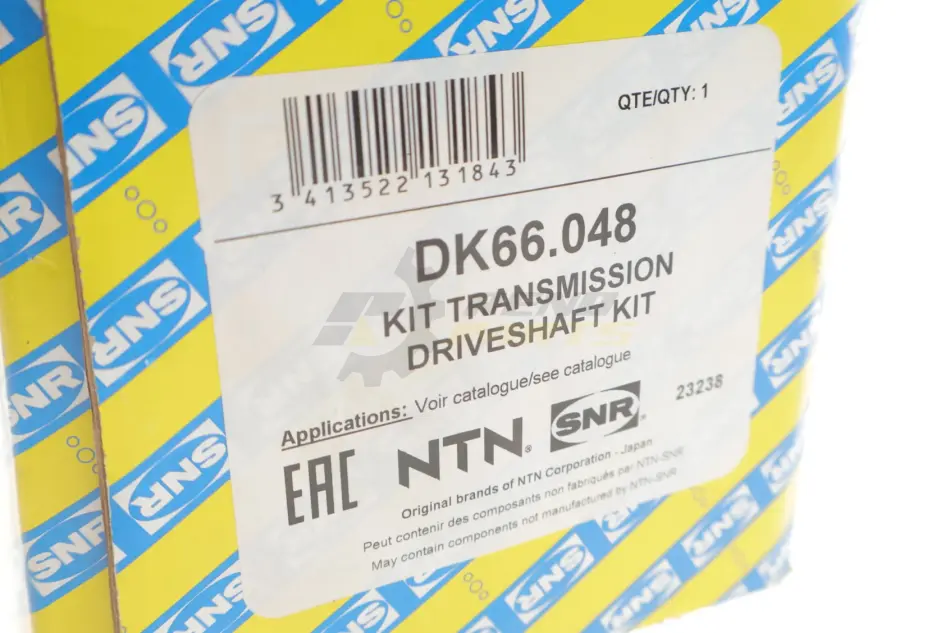 QTE/QTY: 1
3 413522 131843
DK66.048
KIT TRANSMISSION
DRIVESHAFT KIT
Applications: Voir catalogue/see catalogue
23238
EAC NTN® SNR®
Original brands of NTN Corporation - Japan
Peut contenir des composants non fabriqués par NTN-SNR
May contain components not manufactured by NTN-SNR
SNR
SNR
SNR
SNR
SNR
SNR
SNR
SNR
SNR
SNR